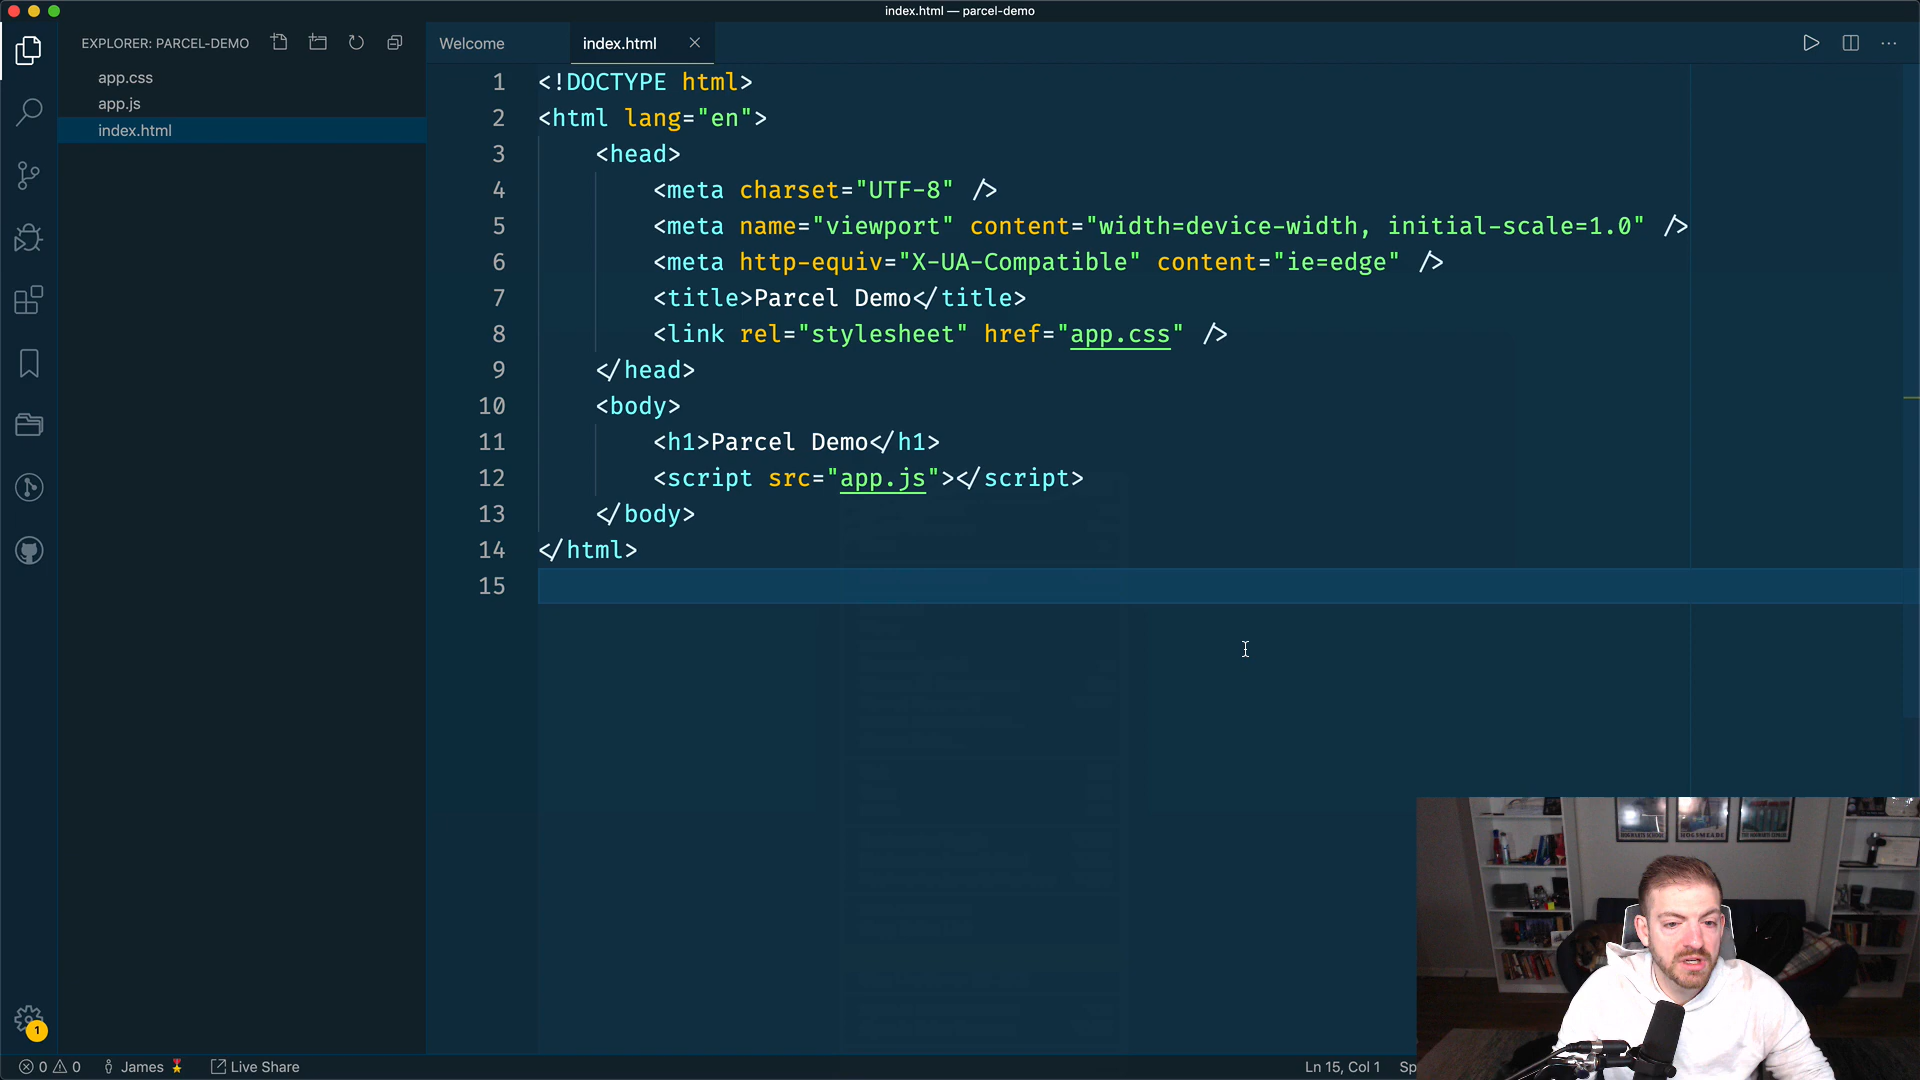 index.html — parcel-demo
EXPLORER: PARCEL-DEMO
app.css
app.js
index.html
Welcome
index.html
1 <!DOCTYPE html>
2 <html lang="en">
3 <head>
4 <meta charset="UTF-8" />
5 <meta name="viewport" content="width=device-width, initial-scale=1.0" />
6 <meta http-equiv="X-UA-Compatible" content="ie=edge" />
7 <title>Parcel Demo</title>
8 <link rel="stylesheet" href="app.css" />
9 </head>
10 <body>
11 <h1>Parcel Demo</h1>
12 <script src="app.js"></script>
13 </body>
14 </html>
15
HOGSMEADE
1
0 0 James Live Share Ln 15, Col 1 Sp